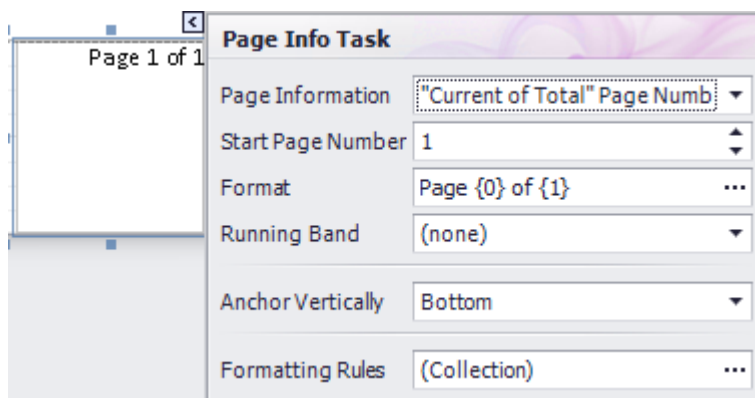 Page 1 of 1
Page Info Task
Page Information "Current of Total" Page Numb
Start Page Number 1
Format Page {0} of {1}
Running Band (none)
Anchor Vertically Bottom
Formatting Rules (Collection)